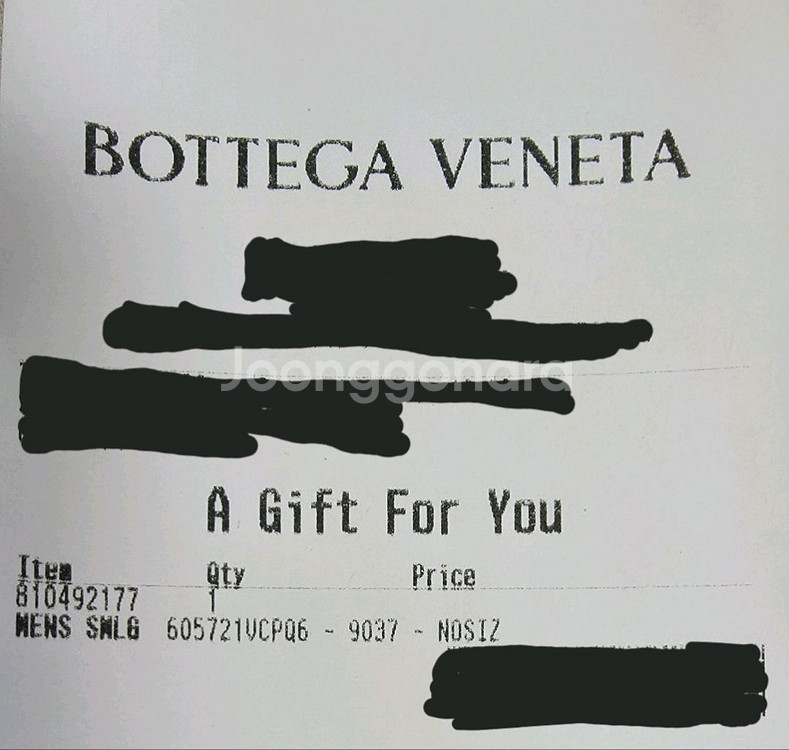 BOTTEGA VENETA
Joonggonara
A Gift For You
Item Qty Price
810492177 1
MENS SMLG 605721VCPQ6 - 9037 - NOSIZ